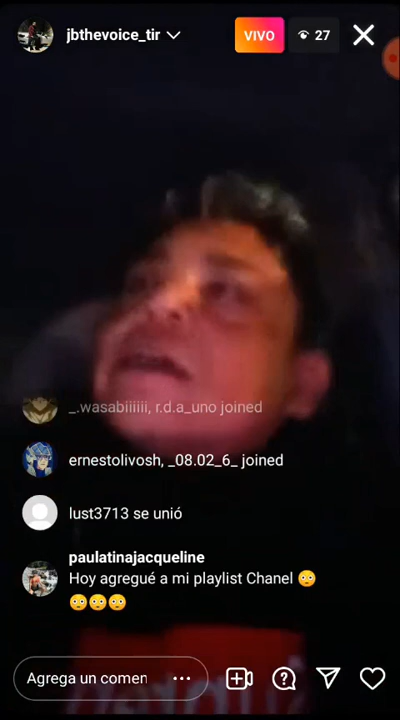 jbthevoice_tir
VIVO
27
_.wasabiiiiii, r.d.a_uno joined
ernestolivosh, _08.02_6_ joined
lust3713 se unió
paulatinajacqueline
Hoy agregué a mi playlist Chanel 😳
😳😳😳
Agrega un comen